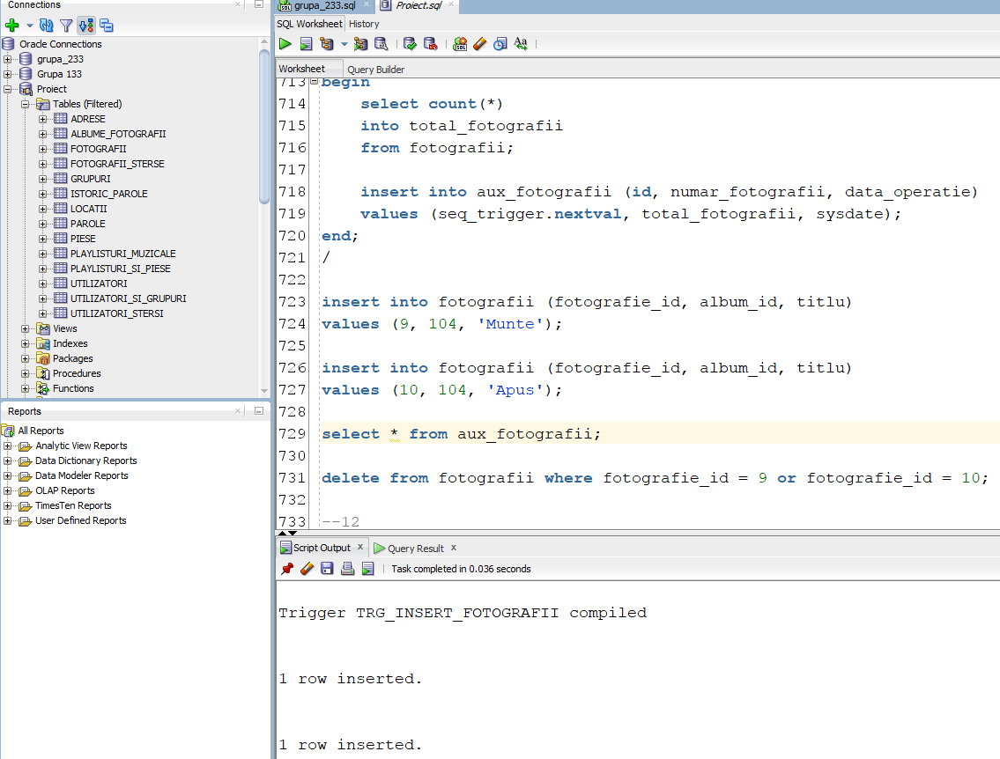 Connections
Oracle Connections
grupa_233
Grupa 133
Project
Tables (Filtered)
ADRESE
ALBUME_FOTOGRAFII
FOTOGRAFII
FOTOGRAFII_STERSE
GRUPURI
ISTORIC_PAROLE
LOCATII
PAROLE
PIESE
PLAYLISTURI_MUZICALE
PLAYLISTURI_SI_PIESE
UTILIZATORI
UTILIZATORI_SI_GRUPURI
UTILIZATORI_STERSI
Views
Indexes
Packages
Procedures
Functions
Reports
All Reports
Analytic View Reports
Data Dictionary Reports
Data Modeler Reports
OLAP Reports
TimesTen Reports
User Defined Reports
grupa_233.sql Proiect.sql
SQL Worksheet History
Worksheet Query Builder
713 begin
714 select count(*)
715 into total_fotografii
716 from fotografii;
717
718 insert into aux_fotografii (id, numar_fotografii, data_operatie)
719 values (seq_trigger.nextval, total_fotografii, sysdate);
720 end;
721 /
722
723 insert into fotografii (fotografie_id, album_id, titlu)
724 values (9, 104, 'Munte');
725
726 insert into fotografii (fotografie_id, album_id, titlu)
727 values (10, 104, 'Apus');
728
729 select * from aux_fotografii;
730
731 delete from fotografii where fotografie_id = 9 or fotografie_id = 10;
732
733 --12
Script Output x Query Result x
Task completed in 0.036 seconds
Trigger TRG_INSERT_FOTOGRAFII compiled
1 row inserted.
1 row inserted.